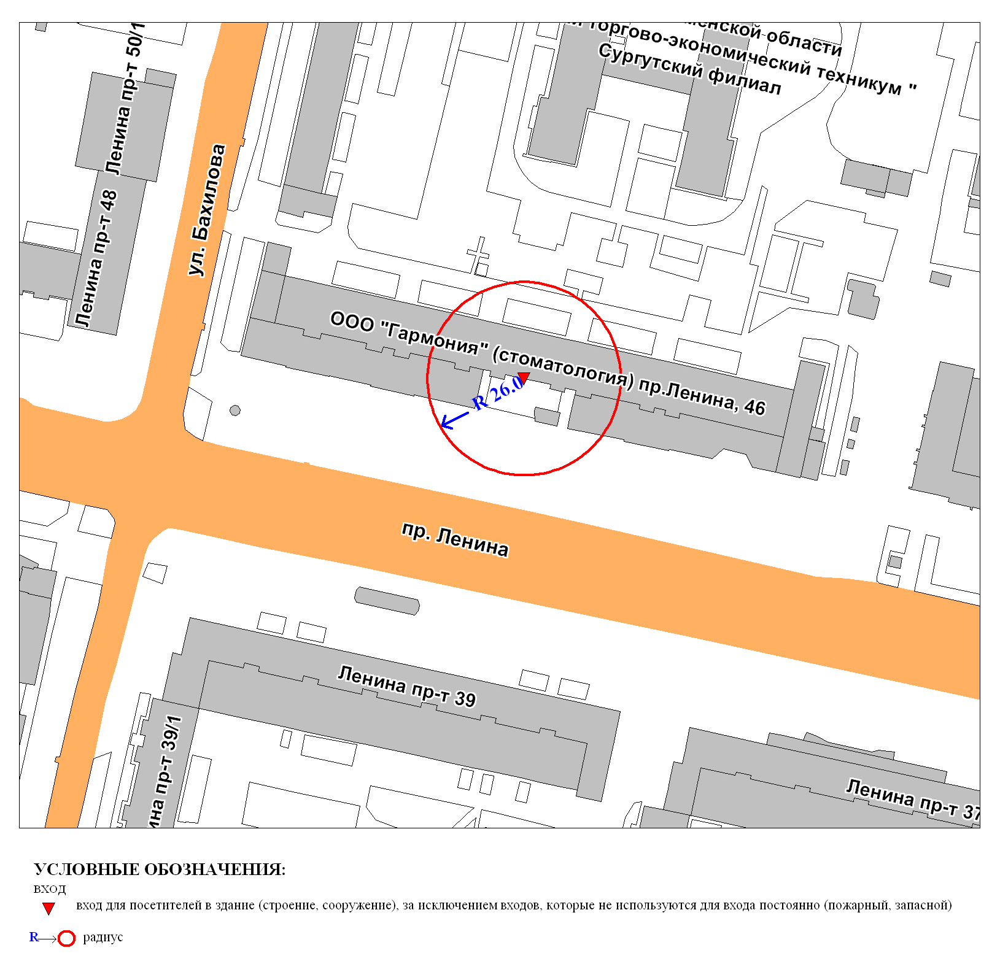 Ленина пр-т 50/1
области
торгово-экономический техникум "
Сургутский филиал
ул. Бахилова
Ленина пр-т 48
ООО "Гармония" (стоматология) пр.Ленина, 46
R 26.0
пр. Ленина
Ленина пр-т 39
пр-т 39/1
Ленина пр-т 37
УСЛОВНЫЕ ОБОЗНАЧЕНИЯ:
ВХОД
вход для посетителей в здание (строение, сооружение), за исключением входов, которые не используются для входа постоянно (пожарный, запасной)
R радиус